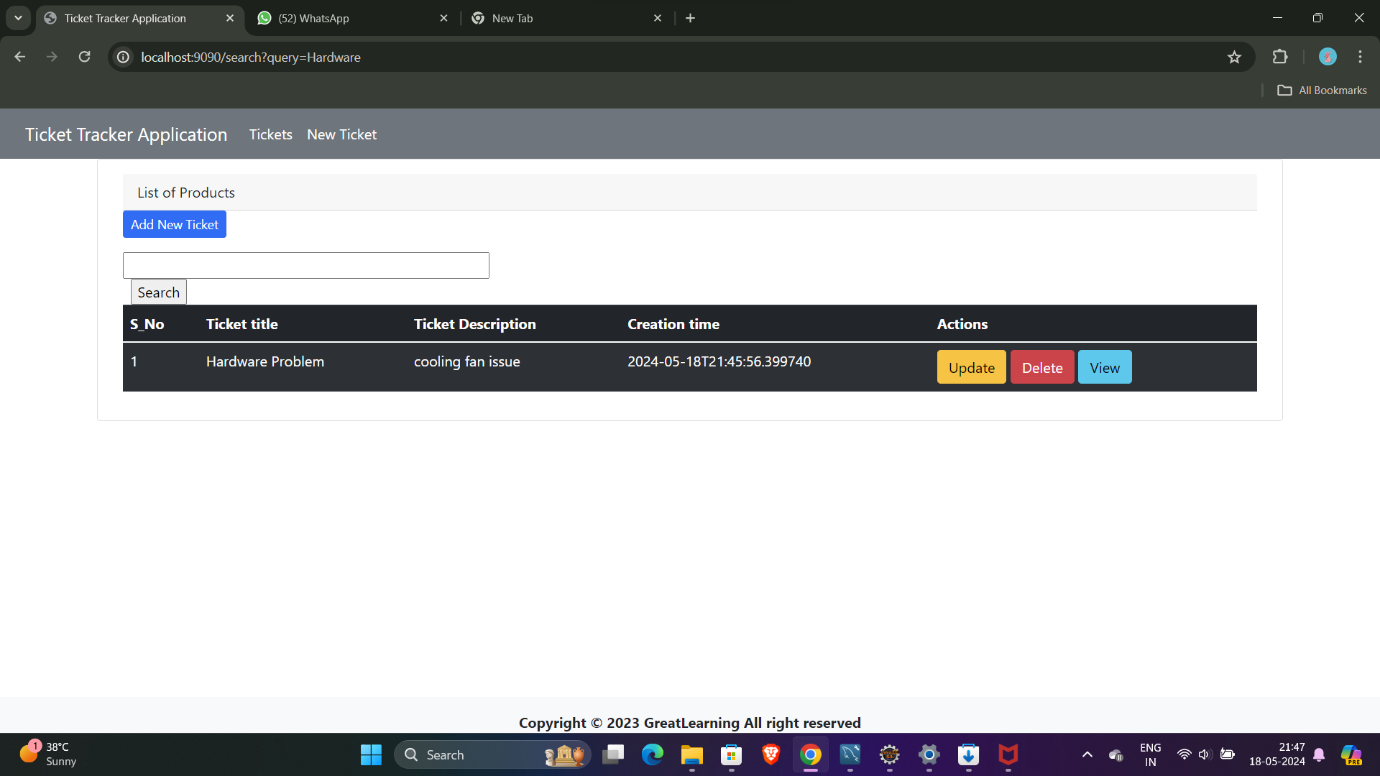 Ticket Tracker Application
(52) WhatsApp
New Tab
localhost:9090/search?query=Hardware
All Bookmarks
Ticket Tracker Application Tickets New Ticket
List of Products
Add New Ticket
Search
S_No Ticket title Ticket Description Creation time Actions
1 Hardware Problem cooling fan issue 2024-05-18T21:45:56.399740 Update Delete View
Copyright © 2023 GreatLearning All right reserved
1
38°C
Sunny
Search
PRE
ENG
IN
21:47
18-05-2024